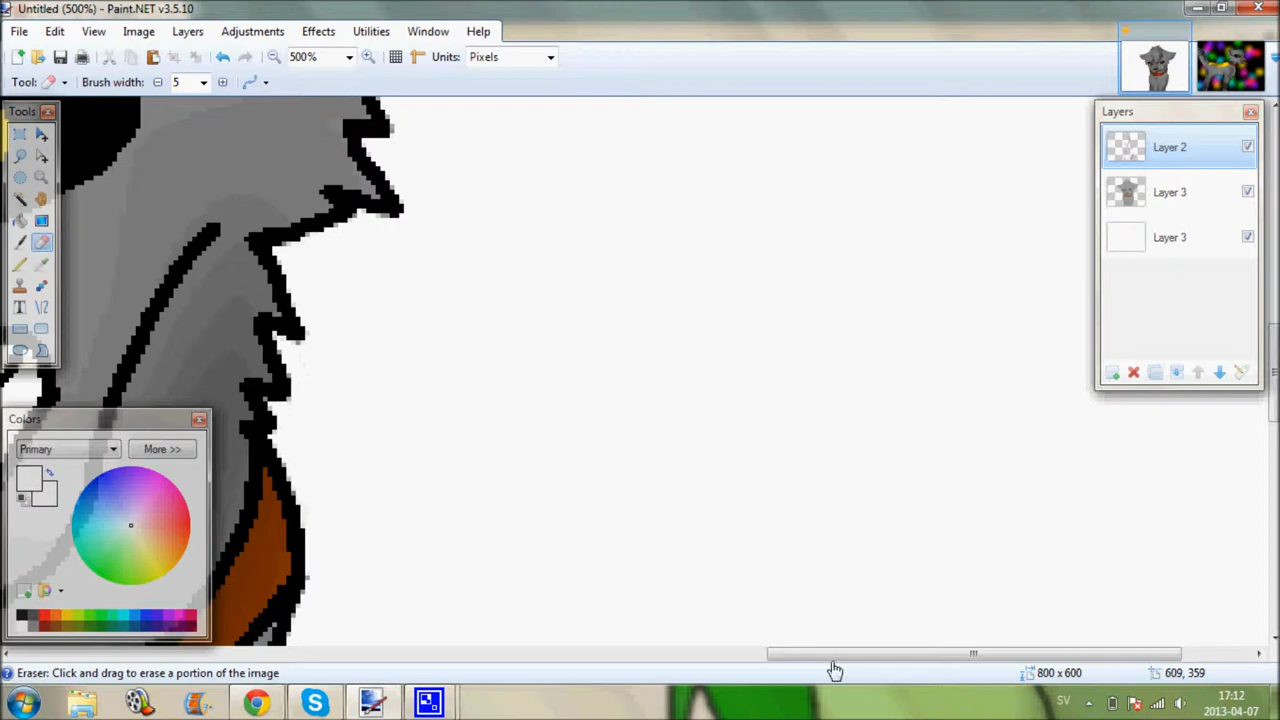 Untitled (500%) - Paint.NET v3.5.10
File Edit View Image Layers Adjustments Effects Utilities Window Help
500% Units: Pixels
Tool: Brush width: 5
Tools
Layers
Layer 2
Layer 3
Layer 3
Colors
Primary More >>
Eraser: Click and drag to erase a portion of the image 800 x 600 609, 359
SV 17:12
2013-04-07